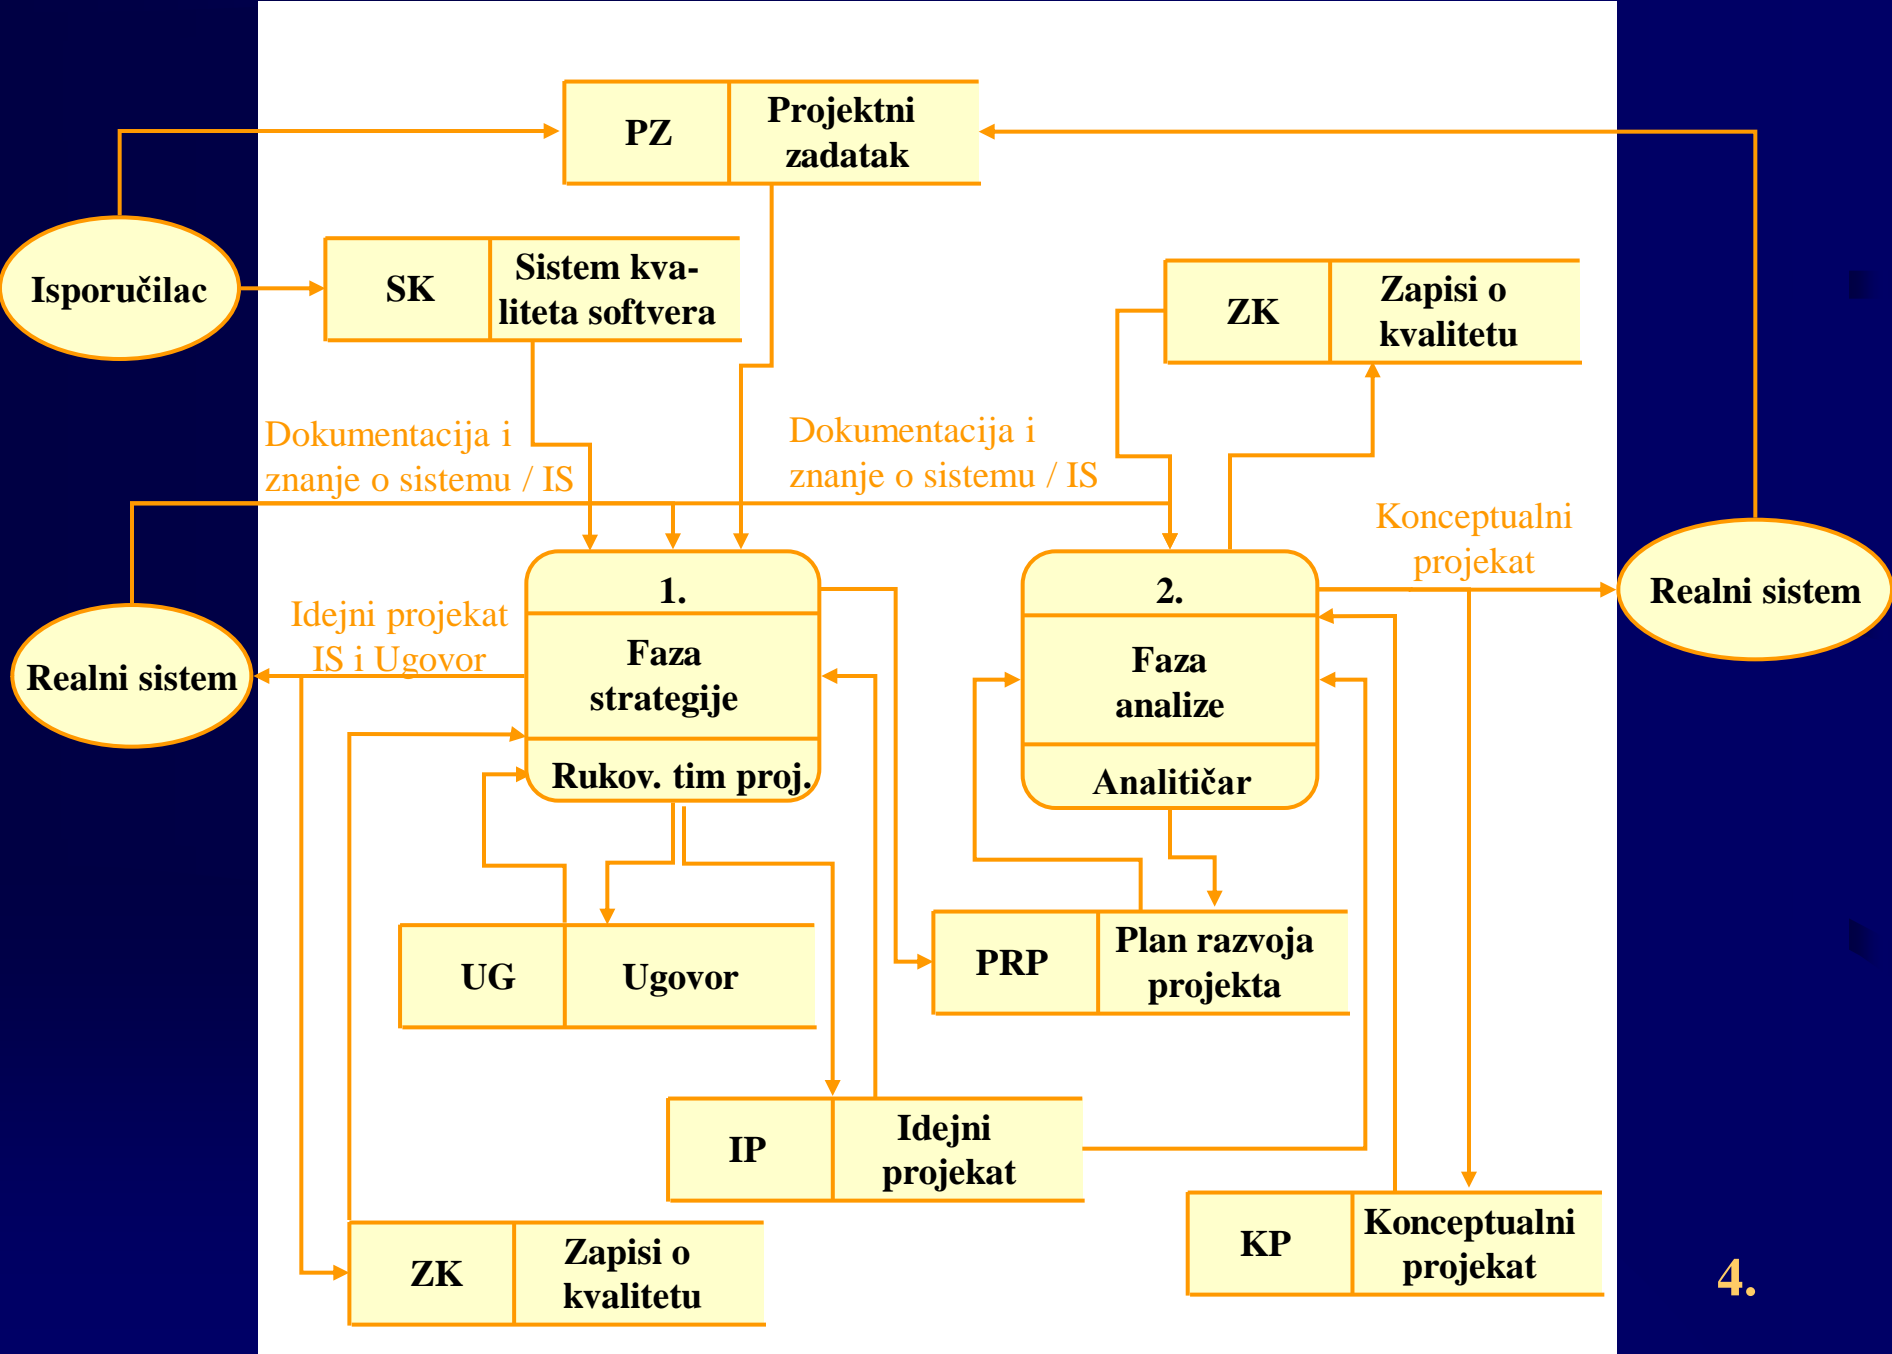 PZ
Projektni
zadatak
Isporučilac
SK
Sistem kva-
liteta softvera
ZK
Zapisi o
kvalitetu
Dokumentacija i
znanje o sistemu / IS
Dokumentacija i
znanje o sistemu / IS
Konceptualni
projekat
Realni sistem
Idejni projekat
IS i Ugovor
Realni sistem
1.
Faza
strategije
Rukov. tim proj.
2.
Faza
analize
Analitičar
UG
Ugovor
PRP
Plan razvoja
projekta
IP
Idejni
projekat
ZK
Zapisi o
kvalitetu
KP
Konceptualni
projekat
4.